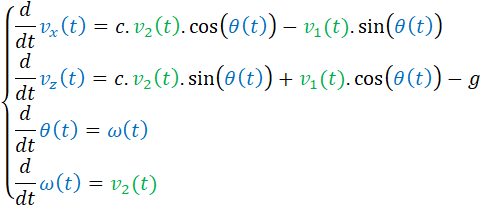 d/dt v_x(t) = c. v_2(t). cos(θ(t)) − v_1(t). sin(θ(t))
d/dt v_z(t) = c. v_2(t). sin(θ(t)) + v_1(t). cos(θ(t)) − g
d/dt θ(t) = ω(t)
d/dt ω(t) = v_2(t)